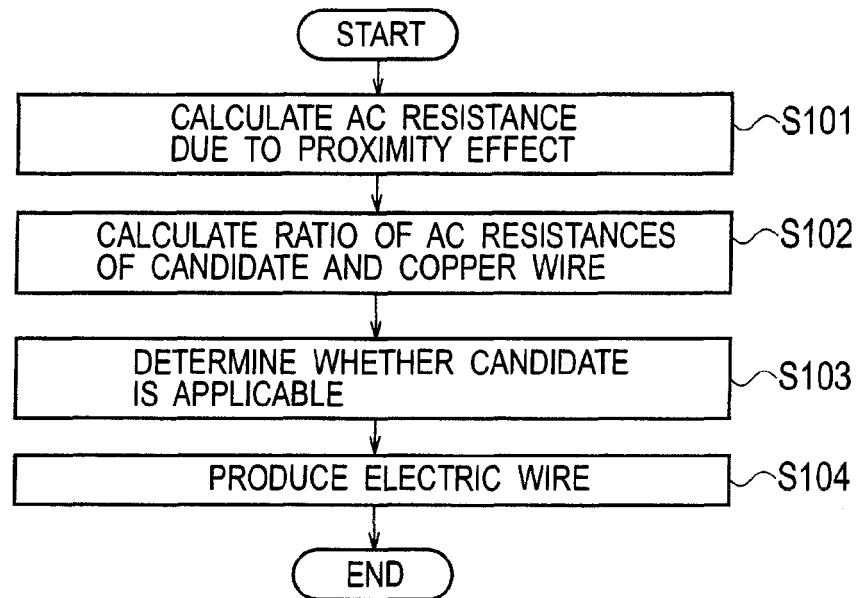 START
CALCULATE AC RESISTANCE
DUE TO PROXIMITY EFFECT
S101
CALCULATE RATIO OF AC RESISTANCES
OF CANDIDATE AND COPPER WIRE
S102
DETERMINE WHETHER CANDIDATE
IS APPLICABLE
S103
PRODUCE ELECTRIC WIRE
S104
END